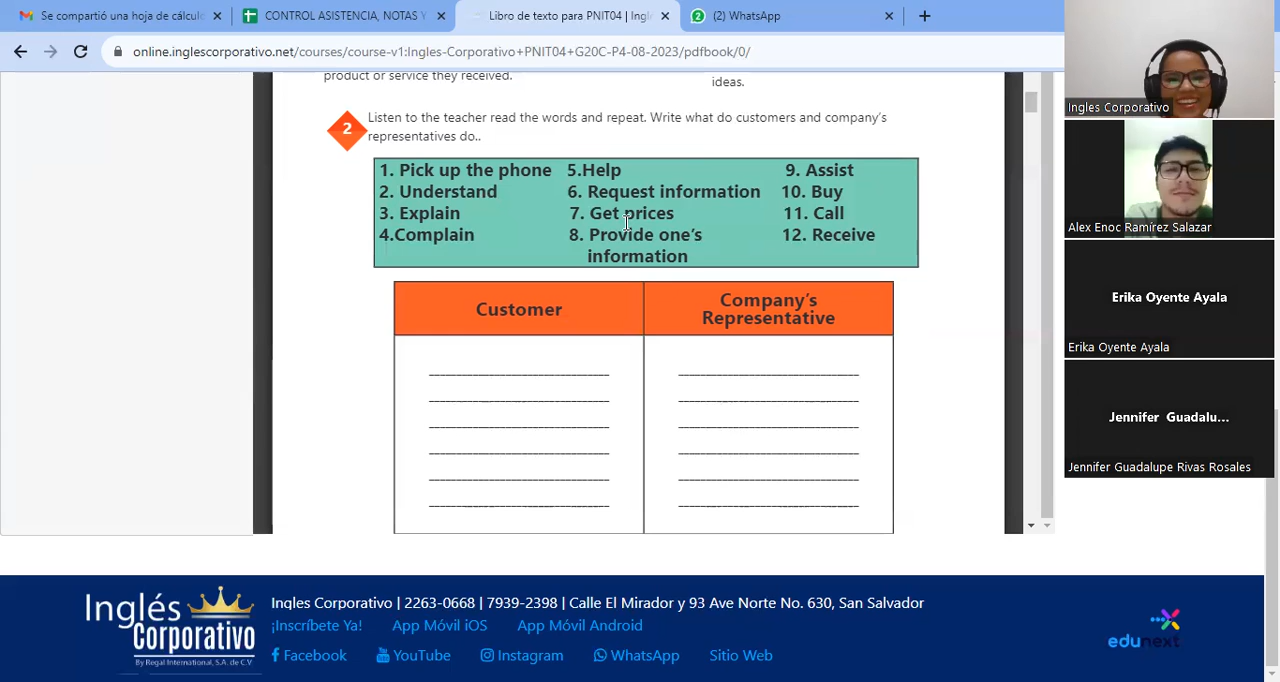 Se compartió una hoja de cálcul
CONTROL ASISTENCIA, NOTAS Y
Libro de texto para PNIT04 | Ingl
(2) WhatsApp
online.inglescorporativo.net/courses/course-v1:Ingles-Corporativo+PNIT04+G20C-P4-08-2023/pdfbook/0/
product or service they received.
ideas.
2
Listen to the teacher read the words and repeat. Write what do customers and company's
representatives do..
1. Pick up the phone 5.Help 9. Assist
2. Understand 6. Request information 10. Buy
3. Explain 7. Get prices 11. Call
4.Complain 8. Provide one's 12. Receive
information
Customer
Company's
Representative
Ingles Corporativo
Alex Enoc Ramírez Salazar
Erika Oyente Ayala
Erika Oyente Ayala
Jennifer Guadalu...
Jennifer Guadalupe Rivas Rosales
Inglés
Corporativo
By Regal International, S.A. de C.V.
Ingles Corporativo | 2263-0668 | 7939-2398 | Calle El Mirador y 93 Ave Norte No. 630, San Salvador
¡Inscríbete Ya! App Móvil iOS App Móvil Android
Facebook YouTube Instagram WhatsApp Sitio Web
edunext